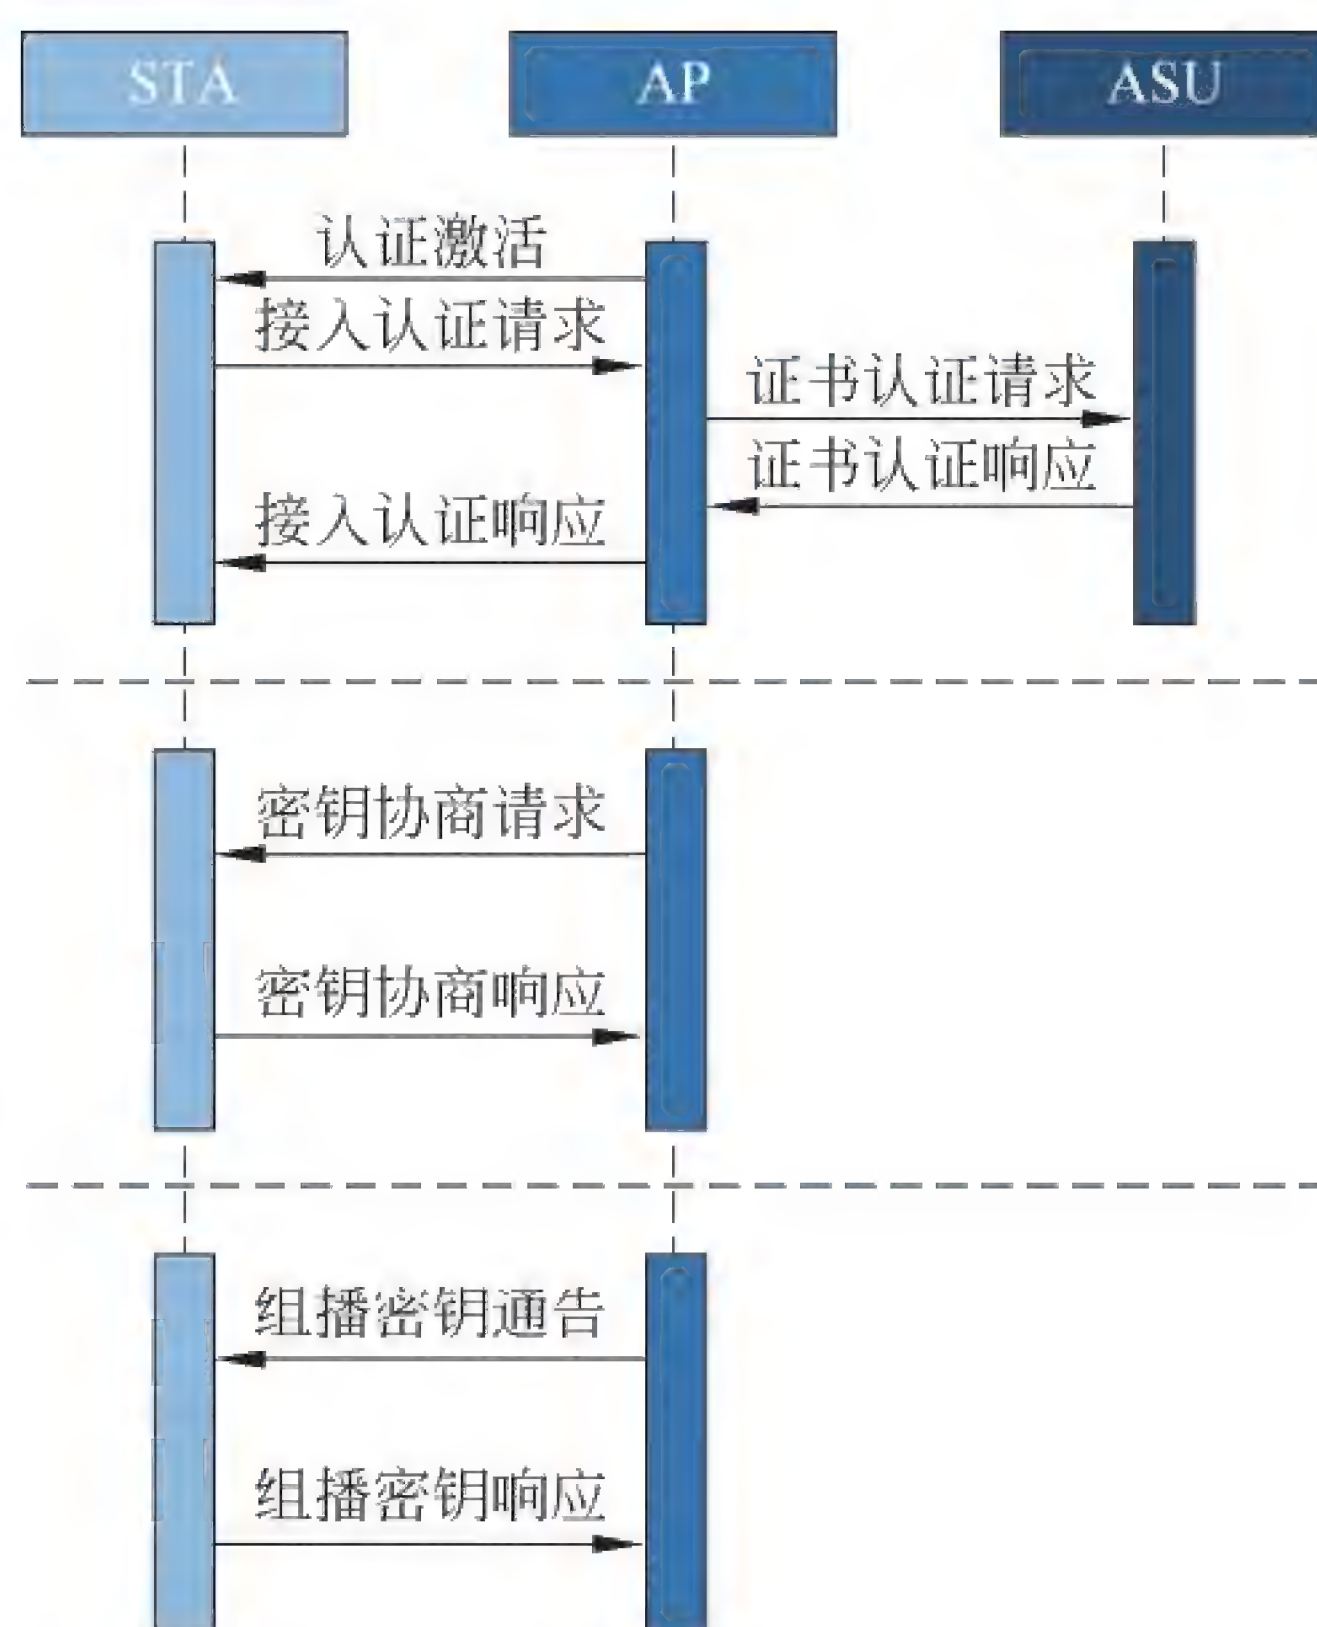 STA
AP
ASU
认证激活
接入认证请求
证书认证请求
证书认证响应
接入认证响应
密钥协商请求
密钥协商响应
组播密钥通告
组播密钥响应